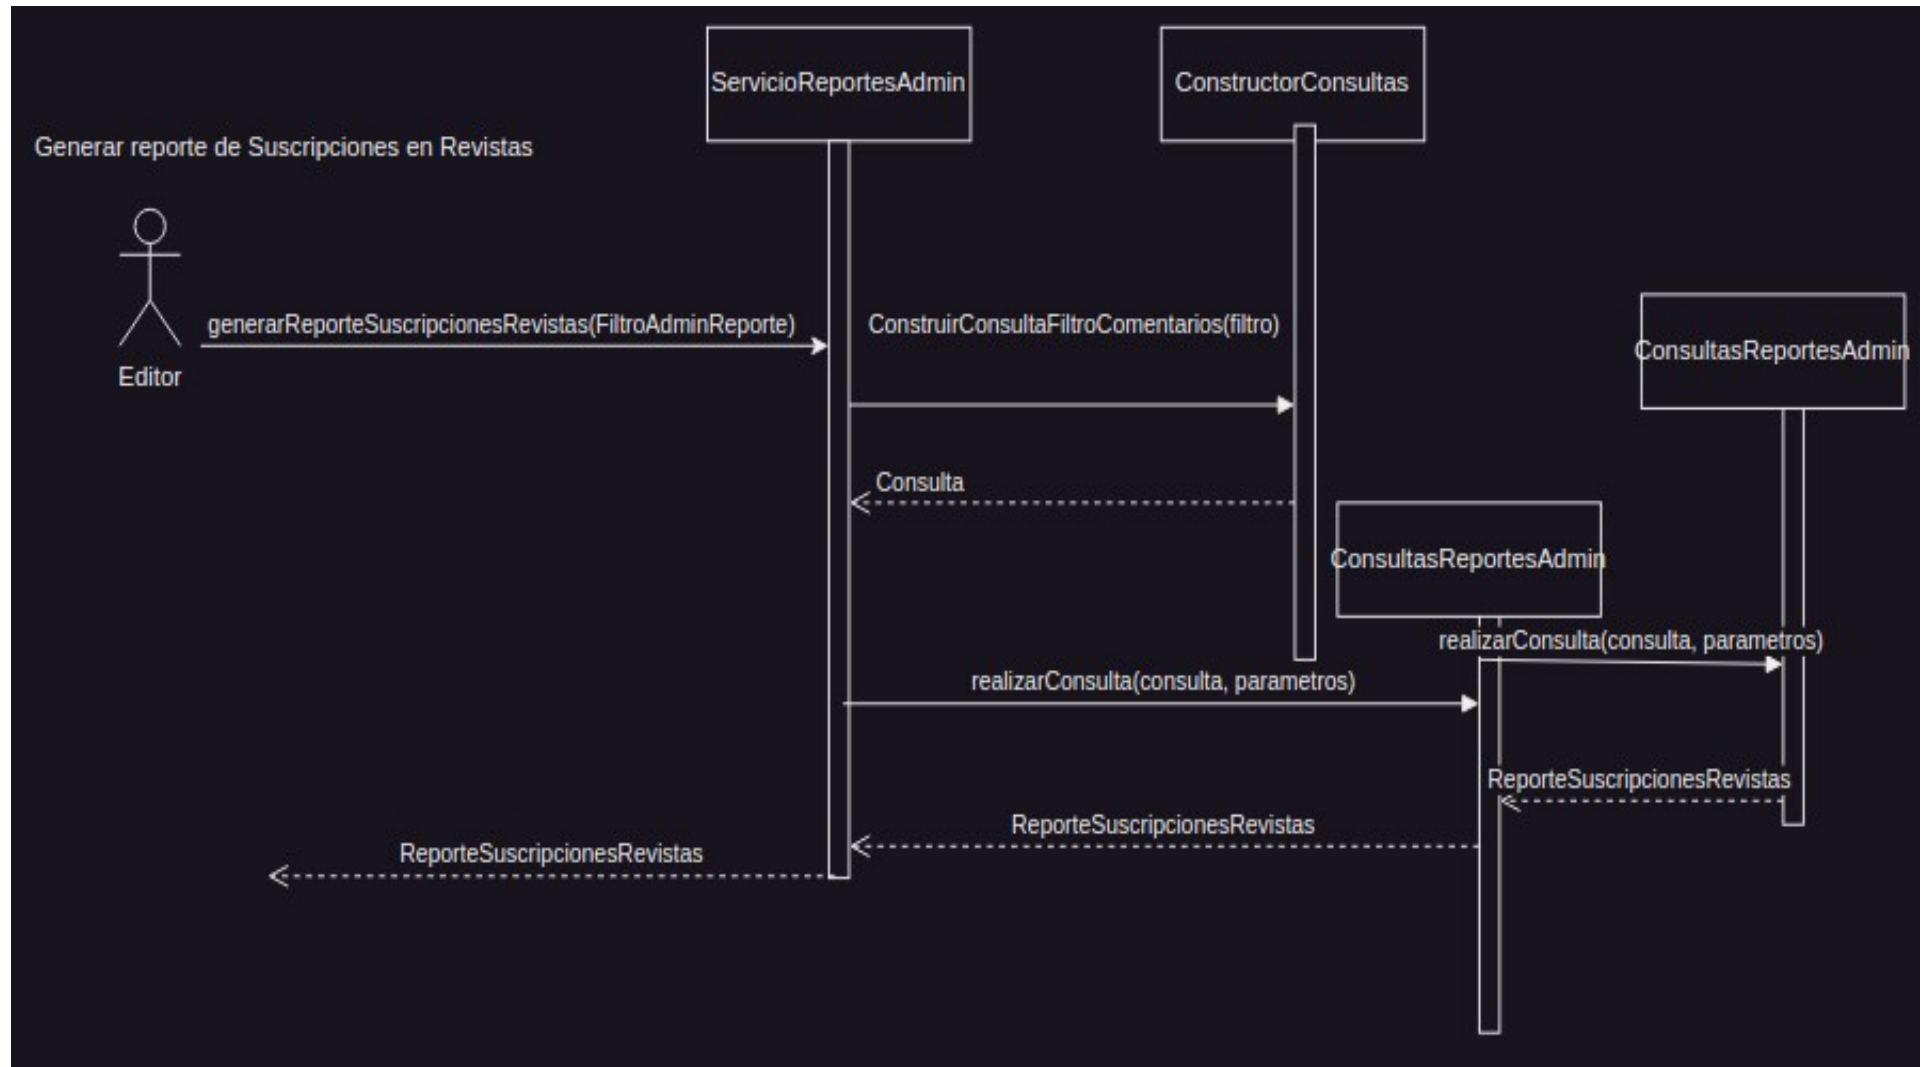 ServicioReportesAdmin
ConstructorConsultas
Generar reporte de Suscripciones en Revistas
generarReporteSuscripcionesRevistas(FiltroAdminReporte)
ConstruirConsultaFiltroComentarios(filtro)
ConsultasReportesAdmin
Editor
Consulta
ConsultasReportesAdmin
realizarConsulta(consulta, parametros)
realizarConsulta(consulta, parametros)
ReporteSuscripcionesRevistas
ReporteSuscripcionesRevistas
ReporteSuscripcionesRevistas